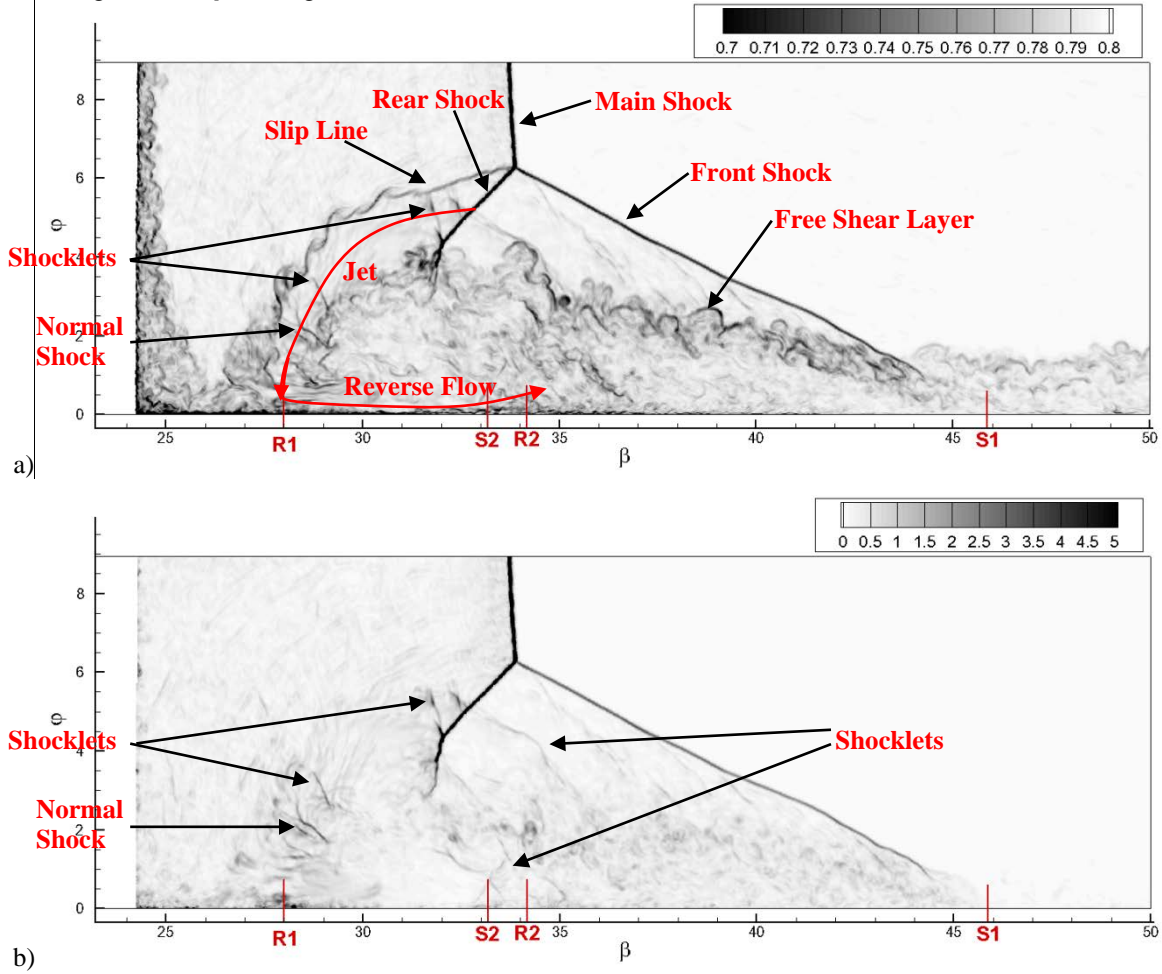 0.7 0.71 0.72 0.73 0.74 0.75 0.76 0.77 0.78 0.79 0.8
8
6
4
2
0
φ
Rear Shock
Main Shock
Slip Line
Front Shock
Free Shear Layer
Shocklets
Jet
Normal
Shock
Reverse Flow
25 30 35 40 45 50
R1 S2 R2 S1
β
a)
0 0.5 1 1.5 2 2.5 3 3.5 4 4.5 5
8
6
4
2
0
φ
Shocklets
Shocklets
Normal
Shock
25 30 35 40 45 50
R1 S2 R2 S1
β
b)